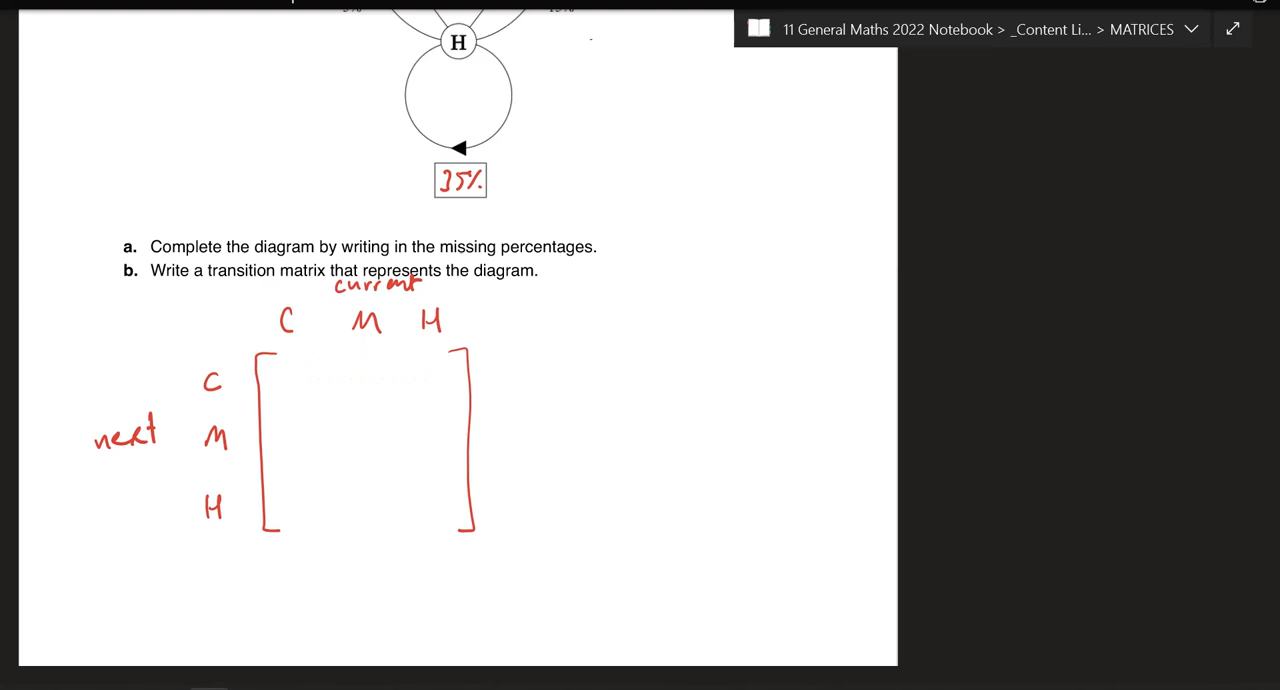 11 General Maths 2022 Notebook > _Content Li... > MATRICES
H
35%
a. Complete the diagram by writing in the missing percentages.
b. Write a transition matrix that represents the diagram.
current
C M H
C
next M
H